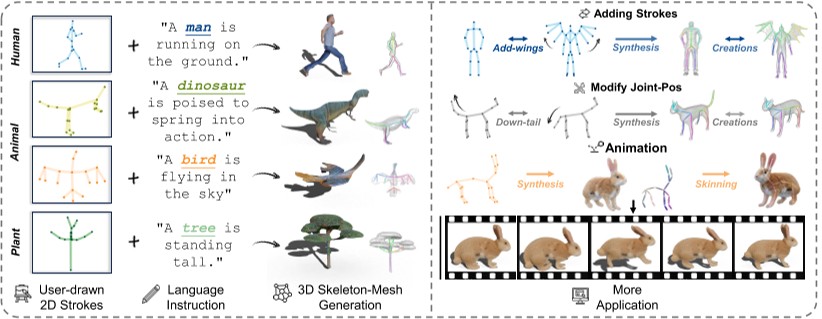 Human
"A man is
running on
the ground."
Animal
"A dinosaur
is poised to
spring into
action."
"A bird is
flying in
the sky"
Plant
"A tree is
standing
tall."
User-drawn
2D Strokes
Language
Instruction
3D Skeleton-Mesh
Generation
Adding Strokes
Add-wings
Synthesis
Creations
Modify Joint-Pos
Down-tail
Synthesis
Creations
Animation
Synthesis
Skinning
More
Application